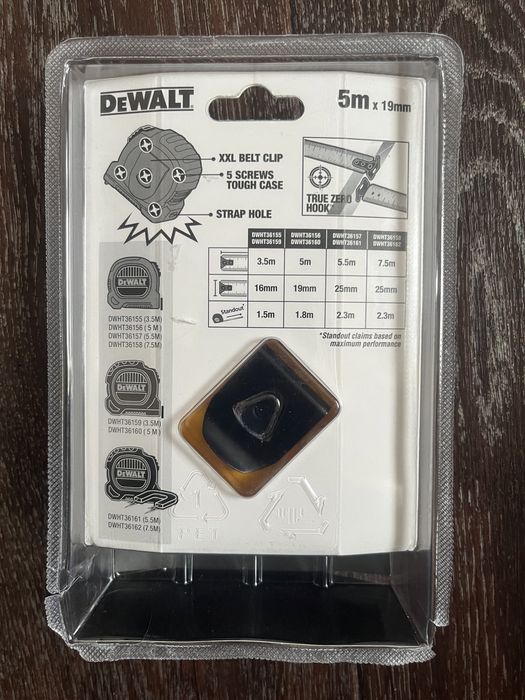 DEWALT
5m x 19mm
XXL BELT CLIP
5 SCREWS
TOUGH CASE
STRAP HOLE
TRUE ZERO
HOOK
DWHT36155 DWHT36156 DWHT36157 DWHT36158
DWHT36159 DWHT36160 DWHT36161 DWHT36162
3.5m 5m 5.5m 7.5m
16mm 19mm 25mm 25mm
Standout 1.5m 1.8m 2.3m 2.3m
*Standout claims based on
maximum performance
DEWALT
DWHT36155 (3.5M)
DWHT36156 ( 5 M )
DWHT36157 (5.5M)
DWHT36158 (7.5M)
DEWALT
DWHT36159 (3.5M)
DWHT36160 ( 5 M )
DEWALT
DWHT36161 (5.5M)
DWHT36162 (7.5M)
1
PET